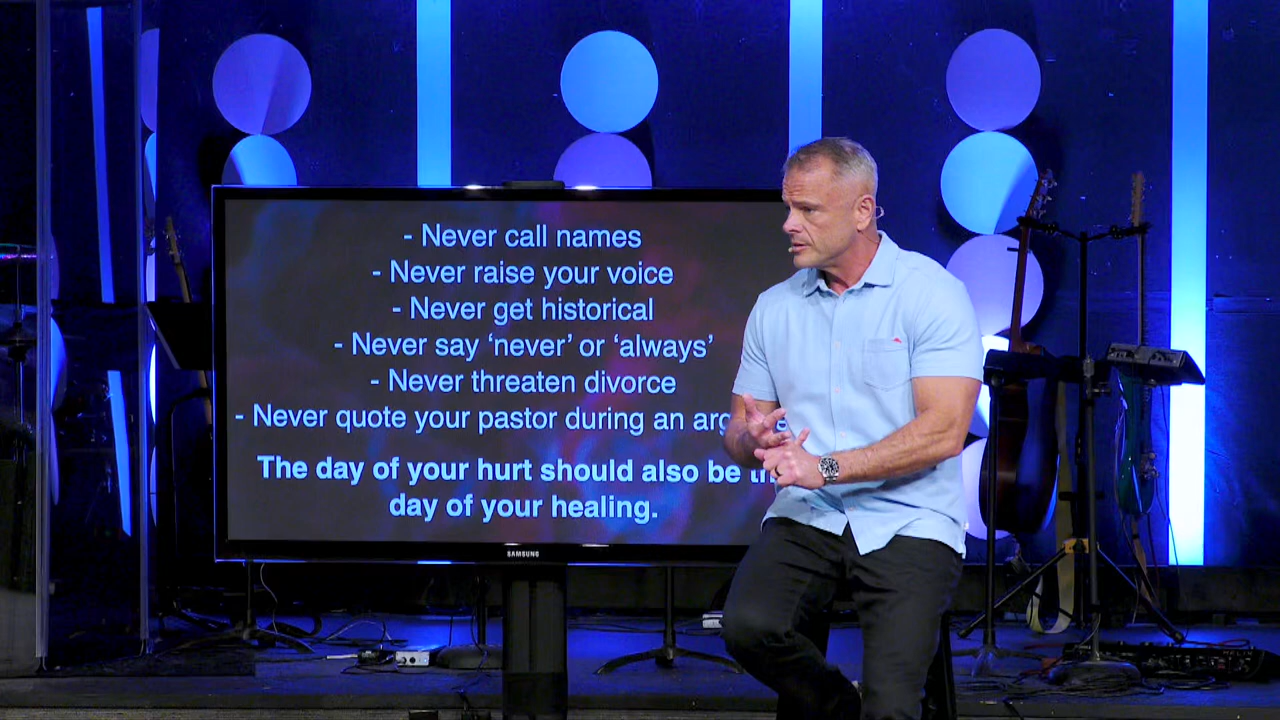 - Never call names
- Never raise your voice
- Never get historical
- Never say ‘never’ or ‘always’
- Never threaten divorce
- Never quote your pastor during an
The day of your hurt should also be
day of your healing.
SAMSUNG